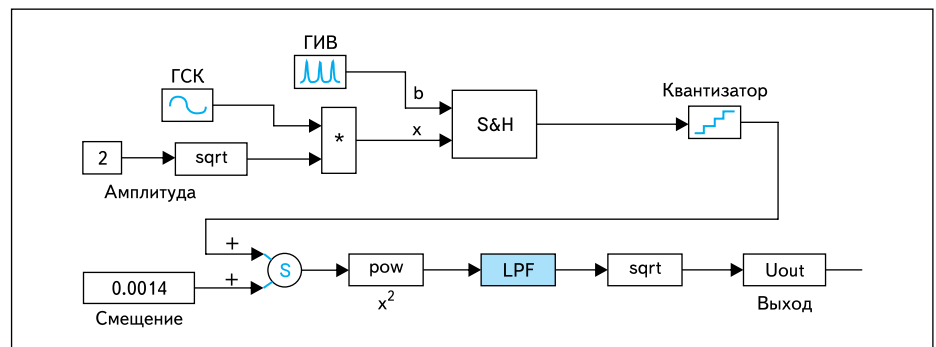 ГИВ
ГСК
b
Квантизатор
*
x
S&H
2
sqrt
Амплитуда
+
S
pow
LPF
sqrt
Uout
0.0014
+
x²
Выход
Смещение